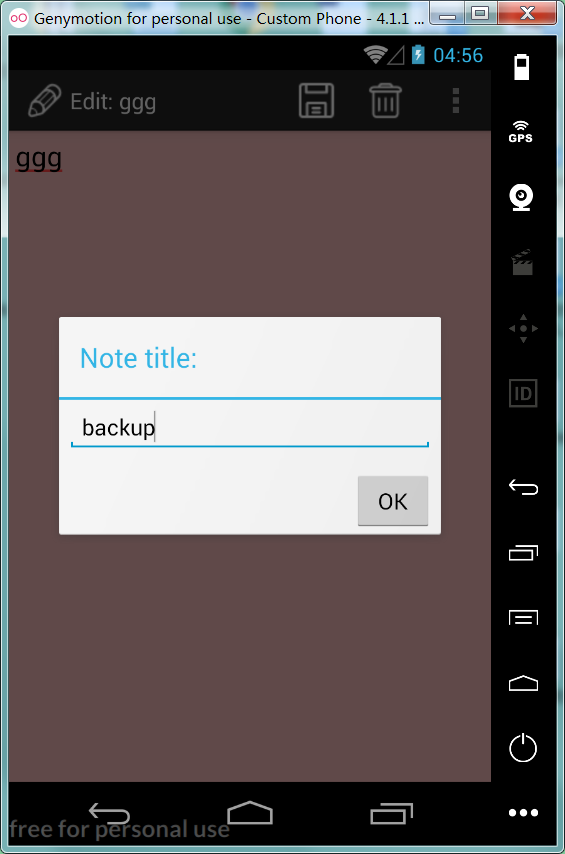 Genymotion for personal use - Custom Phone - 4.1.1 ...
04:56
Edit: ggg
GPS
ggg
Note title:
ID
backup
OK
free for personal use